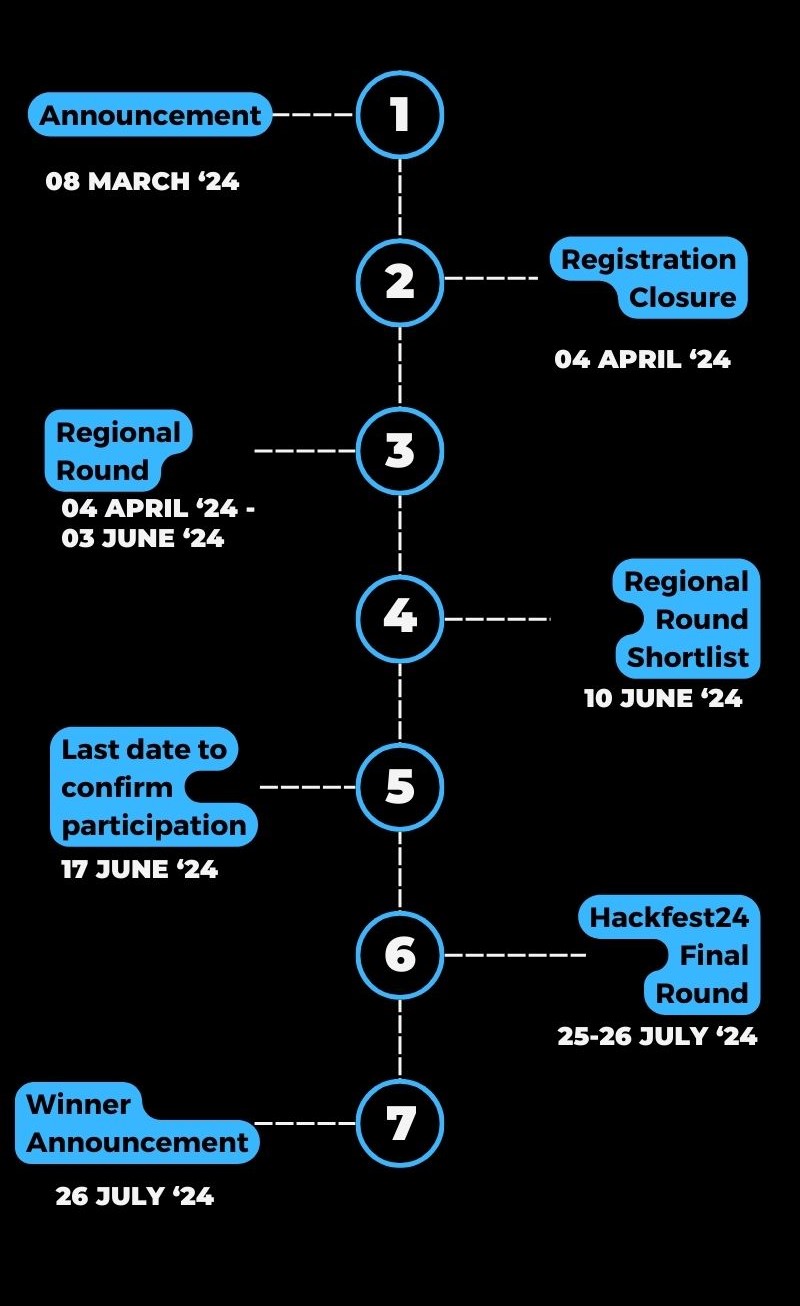 1
Announcement
08 MARCH ‘24
2
Registration
Closure
04 APRIL ‘24
3
Regional
Round
04 APRIL ‘24 -
03 JUNE ‘24
4
Regional
Round
Shortlist
10 JUNE ‘24
5
Last date to
confirm
participation
17 JUNE ‘24
6
Hackfest24
Final
Round
25-26 JULY ‘24
7
Winner
Announcement
26 JULY ‘24